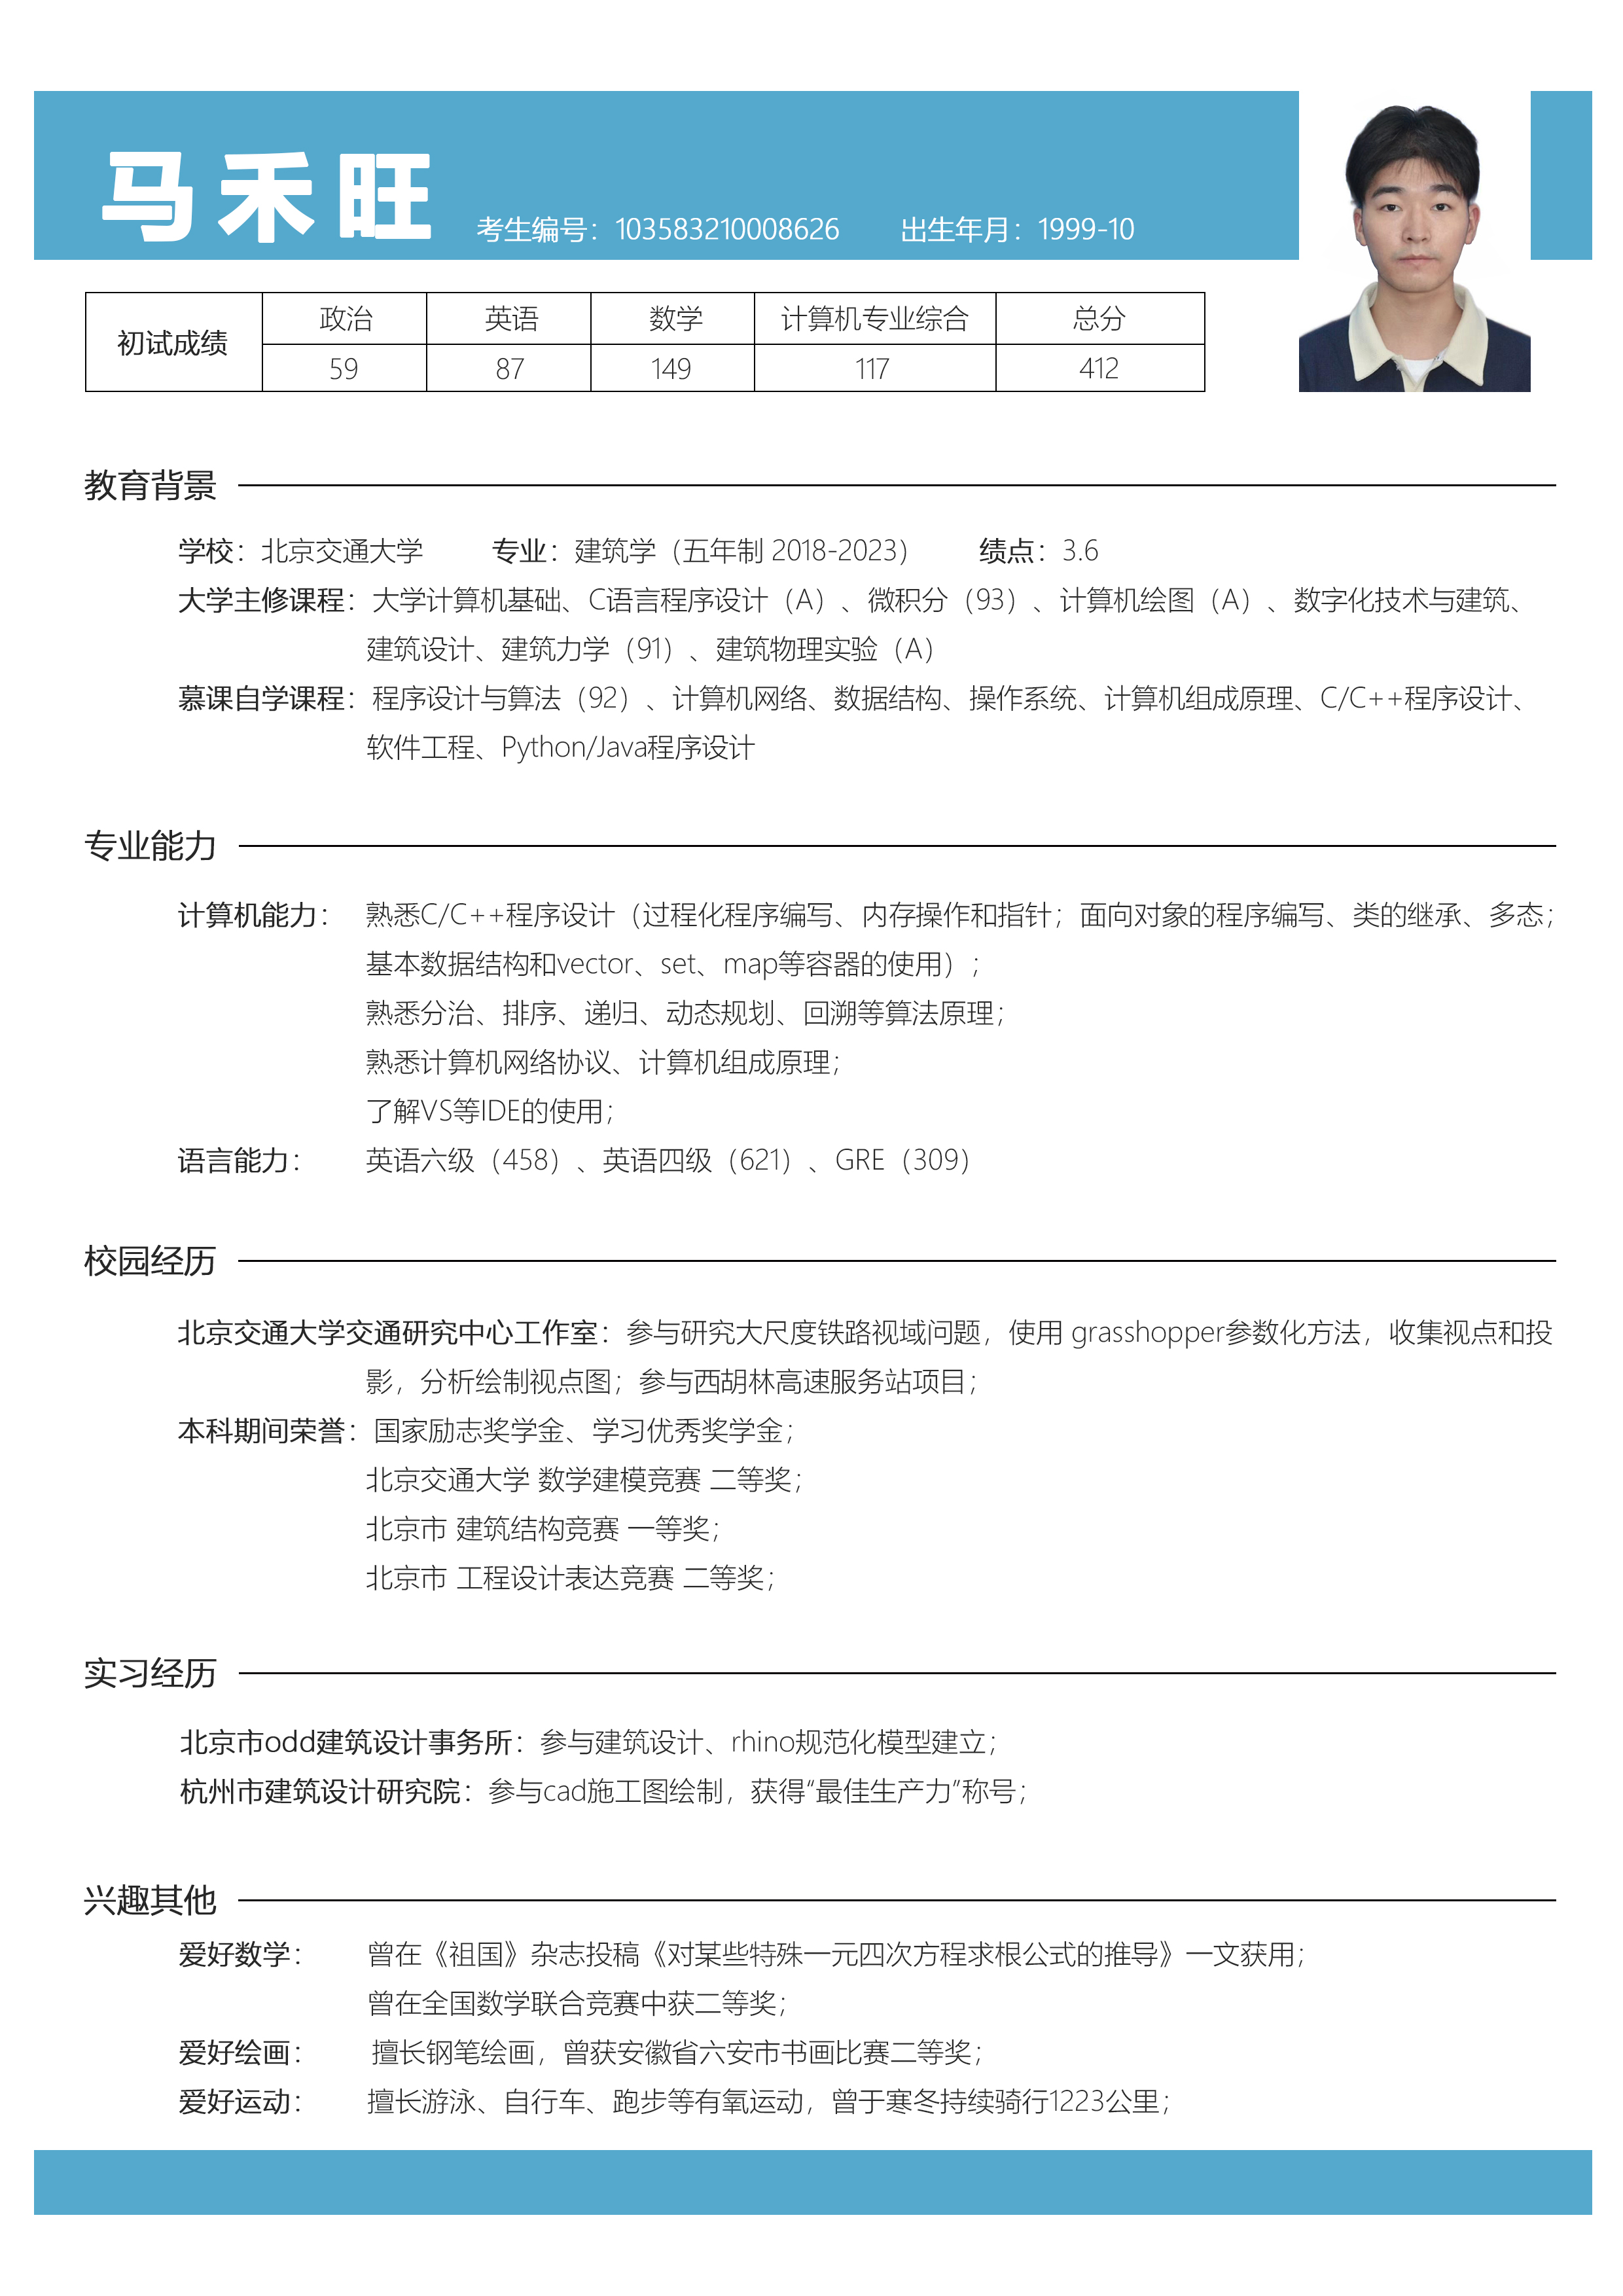 马禾旺 考生编号：103583210008626 出生年月：1999-10
初试成绩 政治 英语 数学 计算机专业综合 总分
59 87 149 117 412
教育背景
学校：北京交通大学 专业：建筑学（五年制 2018-2023） 绩点：3.6
大学主修课程：大学计算机基础、C语言程序设计（A）、微积分（93）、计算机绘图（A）、数字化技术与建筑、
建筑设计、建筑力学（91）、建筑物理实验（A）
慕课自学课程：程序设计与算法（92）、计算机网络、数据结构、操作系统、计算机组成原理、C/C++程序设计、
软件工程、Python/Java程序设计
专业能力
计算机能力： 熟悉C/C++程序设计（过程化程序编写、内存操作和指针；面向对象的程序编写、类的继承、多态；
基本数据结构和vector、set、map等容器的使用）；
熟悉分治、排序、递归、动态规划、回溯等算法原理；
熟悉计算机网络协议、计算机组成原理；
了解VS等IDE的使用；
语言能力： 英语六级（458）、英语四级（621）、GRE（309）
校园经历
北京交通大学交通研究中心工作室：参与研究大尺度铁路视域问题，使用 grasshopper参数化方法，收集视点和投
影，分析绘制视点图；参与西胡林高速服务站项目；
本科期间荣誉：国家励志奖学金、学习优秀奖学金；
北京交通大学 数学建模竞赛 二等奖；
北京市 建筑结构竞赛 一等奖；
北京市 工程设计表达竞赛 二等奖；
实习经历
北京市odd建筑设计事务所：参与建筑设计、rhino规范化模型建立；
杭州市建筑设计研究院：参与cad施工图绘制，获得“最佳生产力”称号；
兴趣其他
爱好数学： 曾在《祖国》杂志投稿《对某些特殊一元四次方程求根公式的推导》一文获用；
曾在全国数学联合竞赛中获二等奖；
爱好绘画： 擅长钢笔绘画，曾获安徽省六安市书画比赛二等奖；
爱好运动： 擅长游泳、自行车、跑步等有氧运动，曾于寒冬持续骑行1223公里；